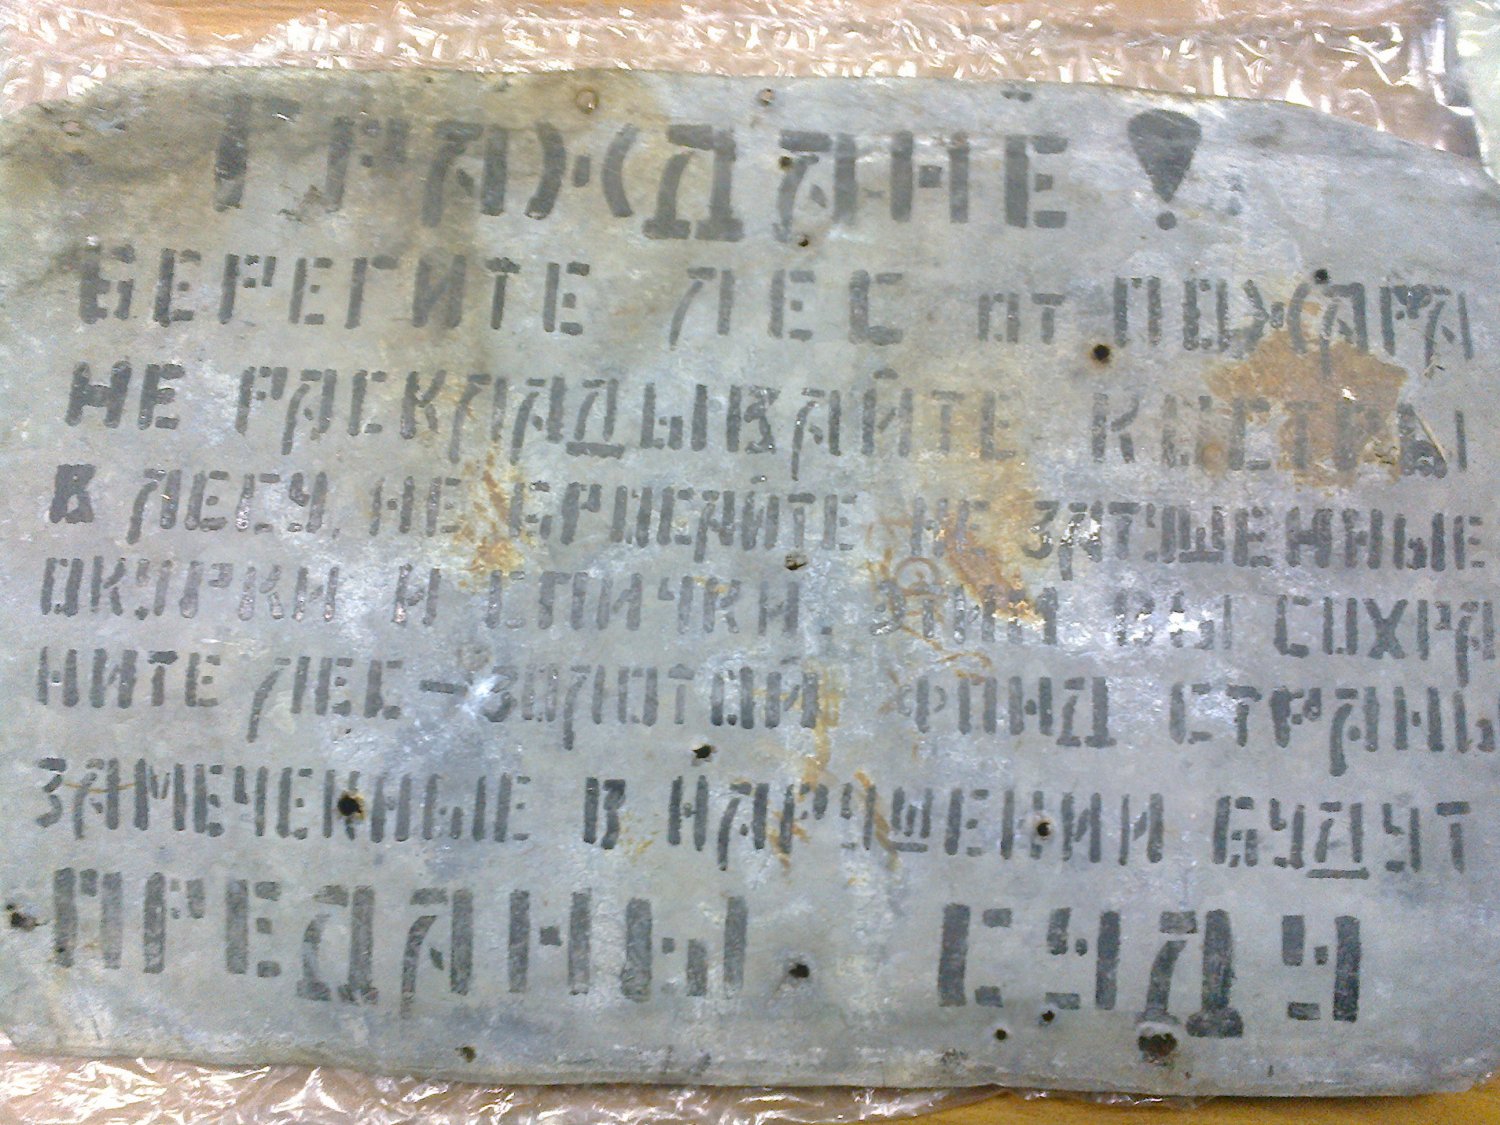 ГРАЖДАНЕ!
БЕРЕГИТЕ ЛЕС ОТ ПОЖАРА
НЕ РАСКЛАДЫВАЙТЕ КОСТРЫ
В ЛЕСУ, НЕ БРОСАЙТЕ НЕ ЗАТУШЕННЫЕ
ОКУРКИ И СПИЧКИ. ЭТИМ ВЫ СОХРА
НИТЕ ЛЕС – ЗОЛОТОЙ ФОНД СТРАНЫ
ЗАМЕЧЕННЫЕ В НАРУШЕНИИ БУДУТ
ПРЕДАНЫ СУДУ